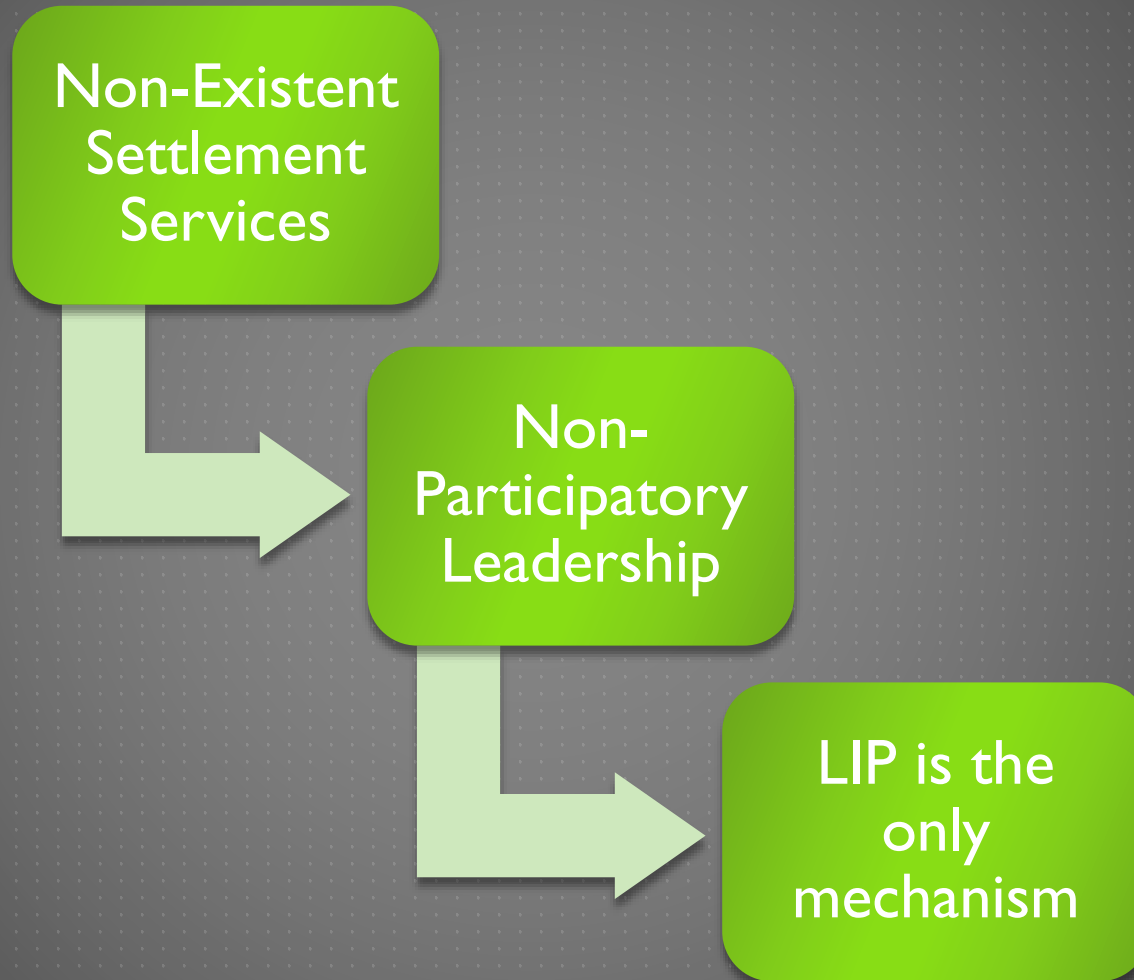 Non-Existent
Settlement
Services
Non-
Participatory
Leadership
LIP is the
only
mechanism